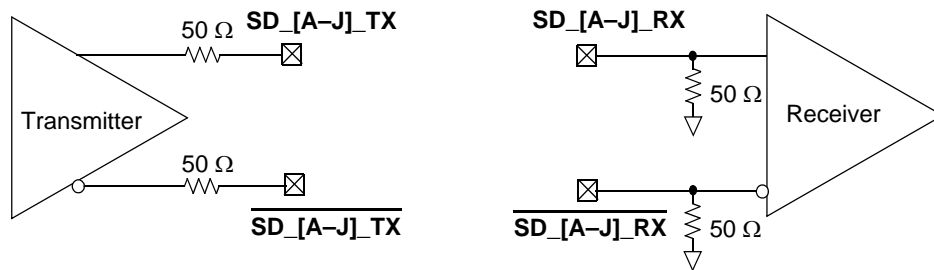 50 Ω
SD_[A–J]_TX
Transmitter
50 Ω
SD_[A–J]_TX
SD_[A–J]_RX
50 Ω
Receiver
SD_[A–J]_RX
50 Ω